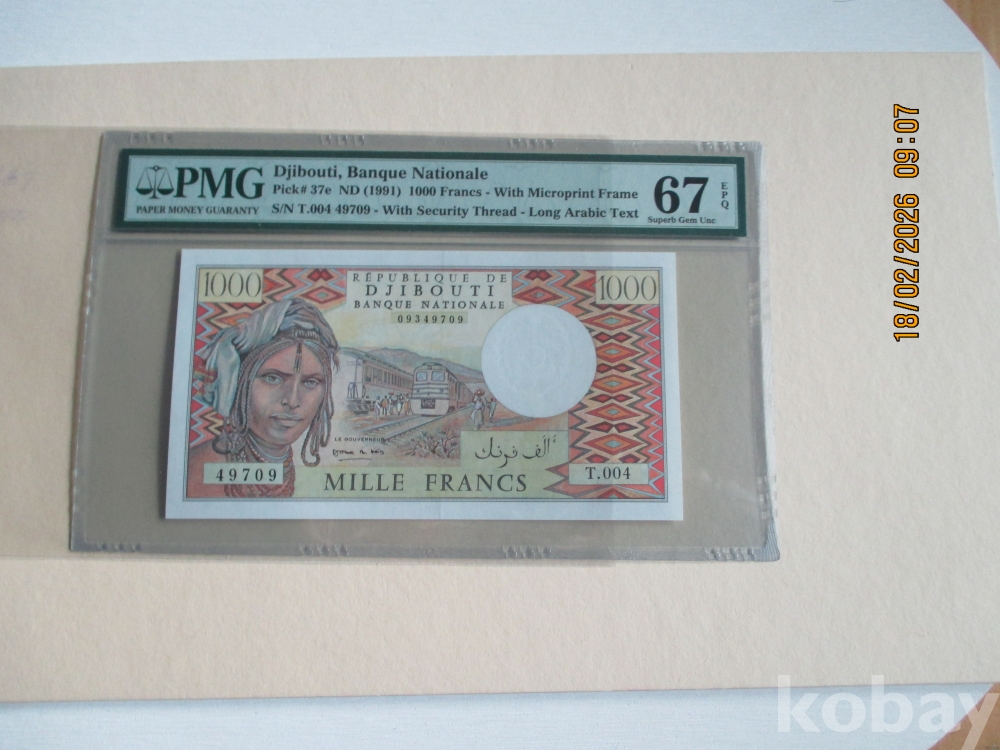 PMG
PAPER MONEY GUARANTY
Djibouti, Banque Nationale
Pick# 37e ND (1991) 1000 Francs - With Microprint Frame
S/N T.004 49709 - With Security Thread - Long Arabic Text
67
EPQ
Superb Gem Unc
1000
RÉPUBLIQUE DE
DJIBOUTI
BANQUE NATIONALE
09349709
1000
LE GOUVERNEUR
ألف فرنك
49709
T.004
MILLE FRANCS
18/02/2026 09:07
kobay